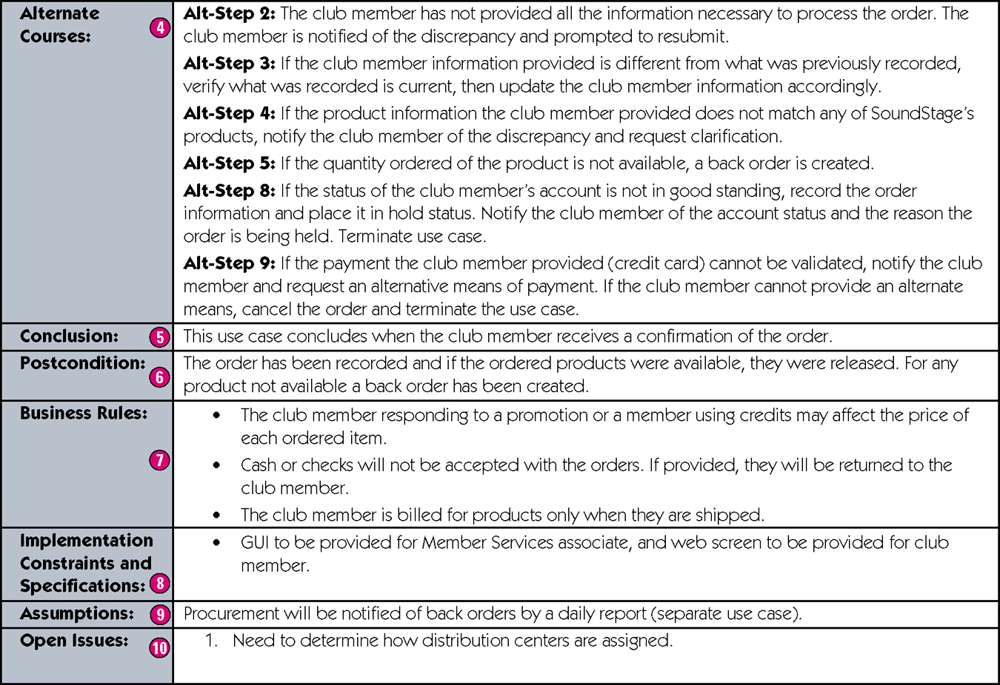 Alternate
Courses:
4
Alt-Step 2: The club member has not provided all the information necessary to process the order. The
club member is notified of the discrepancy and prompted to resubmit.
Alt-Step 3: If the club member information provided is different from what was previously recorded,
verify what was recorded is current, then update the club member information accordingly.
Alt-Step 4: If the product information the club member provided does not match any of SoundStage's
products, notify the club member of the discrepancy and request clarification.
Alt-Step 5: If the quantity ordered of the product is not available, a back order is created.
Alt-Step 8: If the status of the club member's account is not in good standing, record the order
information and place it in hold status. Notify the club member of the account status and the reason the
order is being held. Terminate use case.
Alt-Step 9: If the payment the club member provided (credit card) cannot be validated, notify the club
member and request an alternative means of payment. If the club member cannot provide an alternate
means, cancel the order and terminate the use case.
Conclusion: 5
This use case concludes when the club member receives a confirmation of the order.
Postcondition:
6
The order has been recorded and if the ordered products were available, they were released. For any
product not available a back order has been created.
Business Rules:
7
• The club member responding to a promotion or a member using credits may affect the price of
each ordered item.
• Cash or checks will not be accepted with the orders. If provided, they will be returned to the
club member.
• The club member is billed for products only when they are shipped.
Implementation
Constraints and
Specifications: 8
• GUI to be provided for Member Services associate, and web screen to be provided for club
member.
Assumptions: 9
Procurement will be notified of back orders by a daily report (separate use case).
Open Issues: 10
1. Need to determine how distribution centers are assigned.